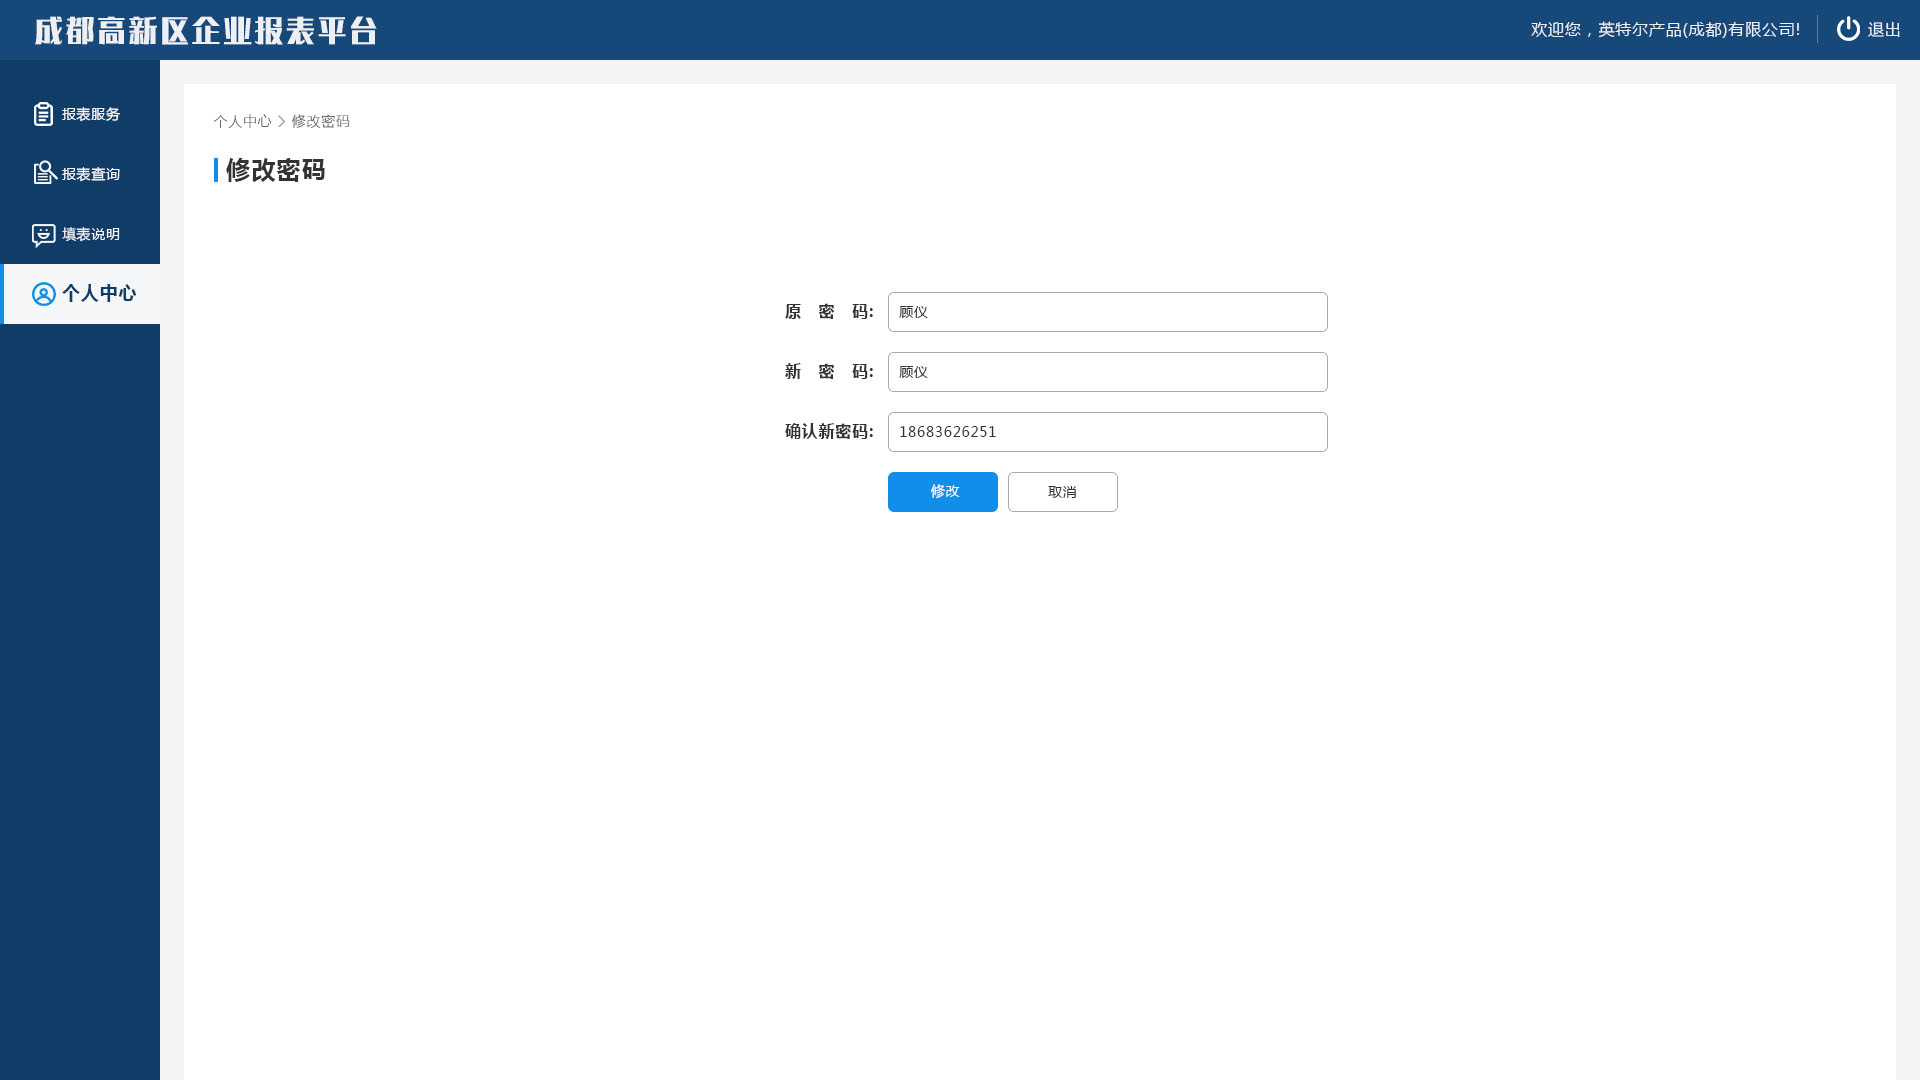 成都高新区企业报表平台
欢迎您，英特尔产品(成都)有限公司!
退出
报表服务
报表查询
填表说明
个人中心
个人中心 > 修改密码
修改密码
原 密 码: 顾仪
新 密 码: 顾仪
确认新密码: 18683626251
修改 取消